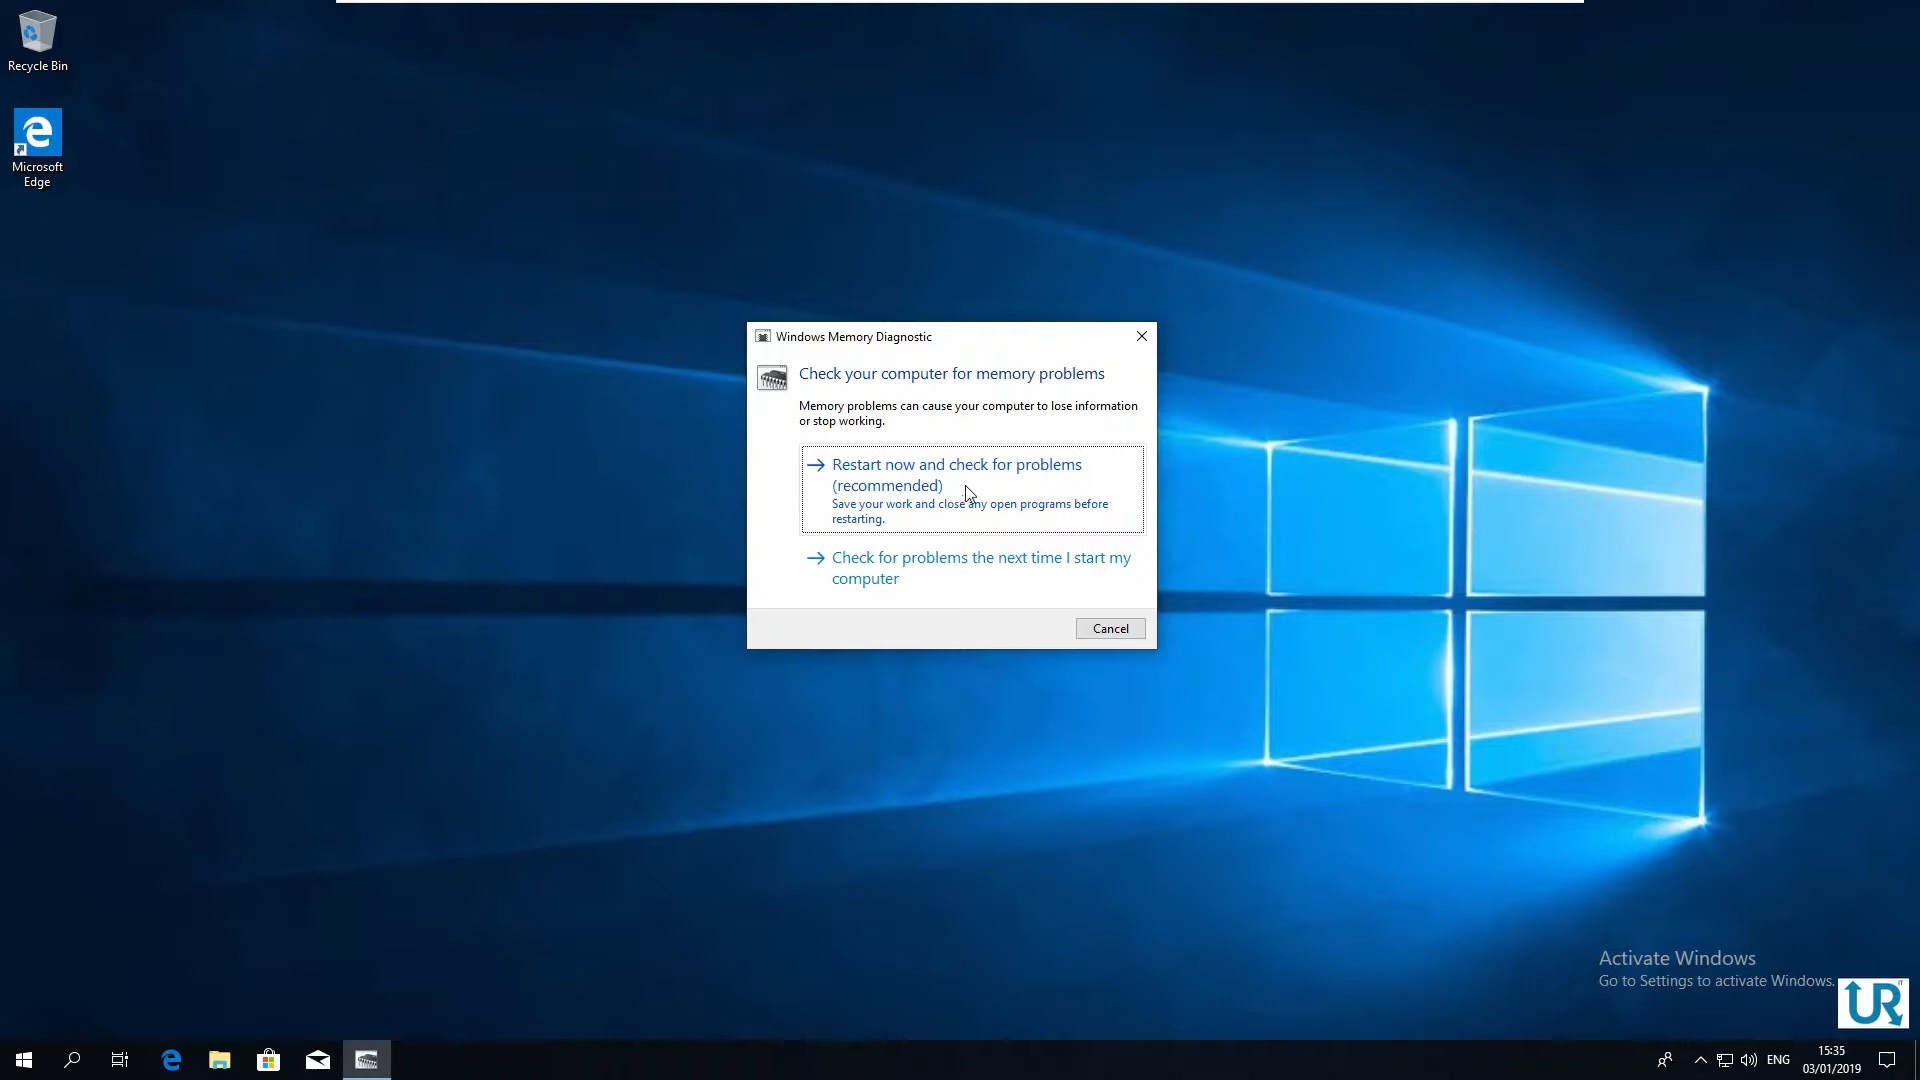 Recycle Bin
Microsoft
Edge
Windows Memory Diagnostic
Check your computer for memory problems
Memory problems can cause your computer to lose information
or stop working.
Restart now and check for problems
(recommended)
Save your work and close any open programs before
restarting.
Check for problems the next time I start my
computer
Cancel
Activate Windows
Go to Settings to activate Windows.
UR IT
ENG
15:35
03/01/2019